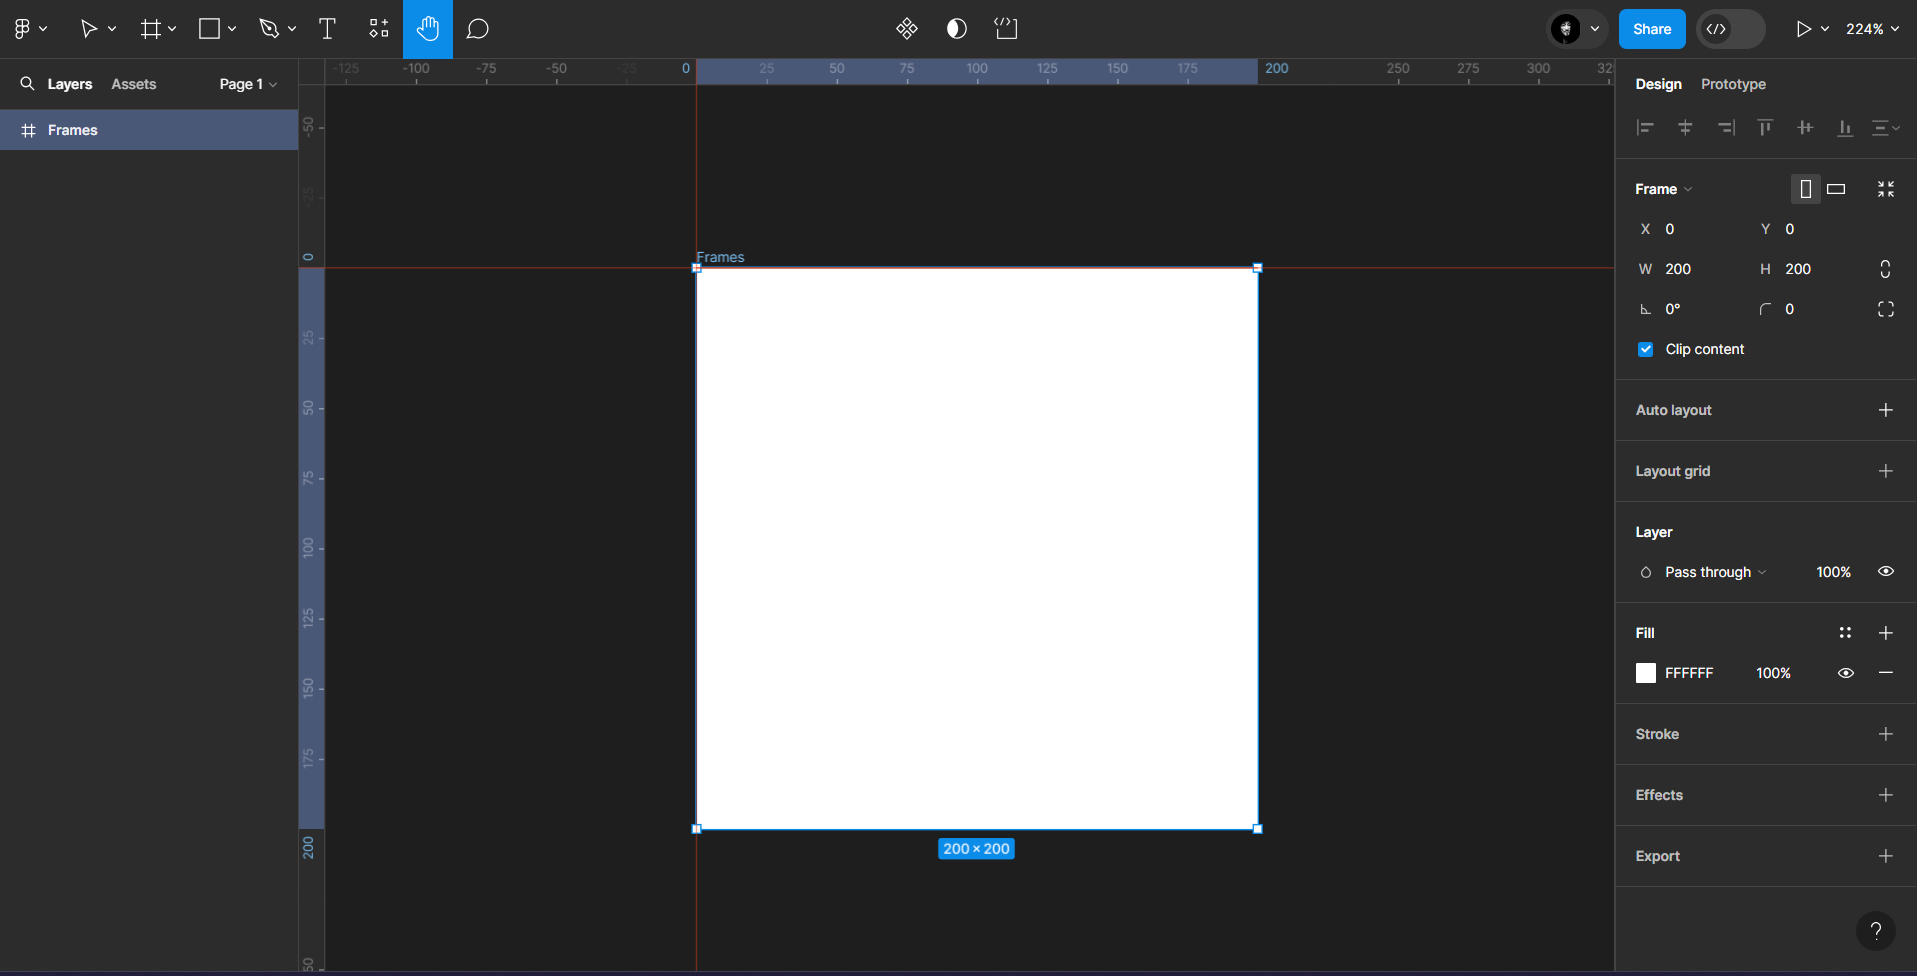 Share
224%
Layers Assets Page 1
Frames
-125 -100 -75 -50 -25 0 25 50 75 100 125 150 175 200 250 275 300
-50
-25
0
25
50
75
100
125
150
175
200
Frames
200 × 200
Design Prototype
Frame
X 0 Y 0
W 200 H 200
0° 0
Clip content
Auto layout
Layout grid
Layer
Pass through 100%
Fill
FFFFFF 100%
Stroke
Effects
Export
?